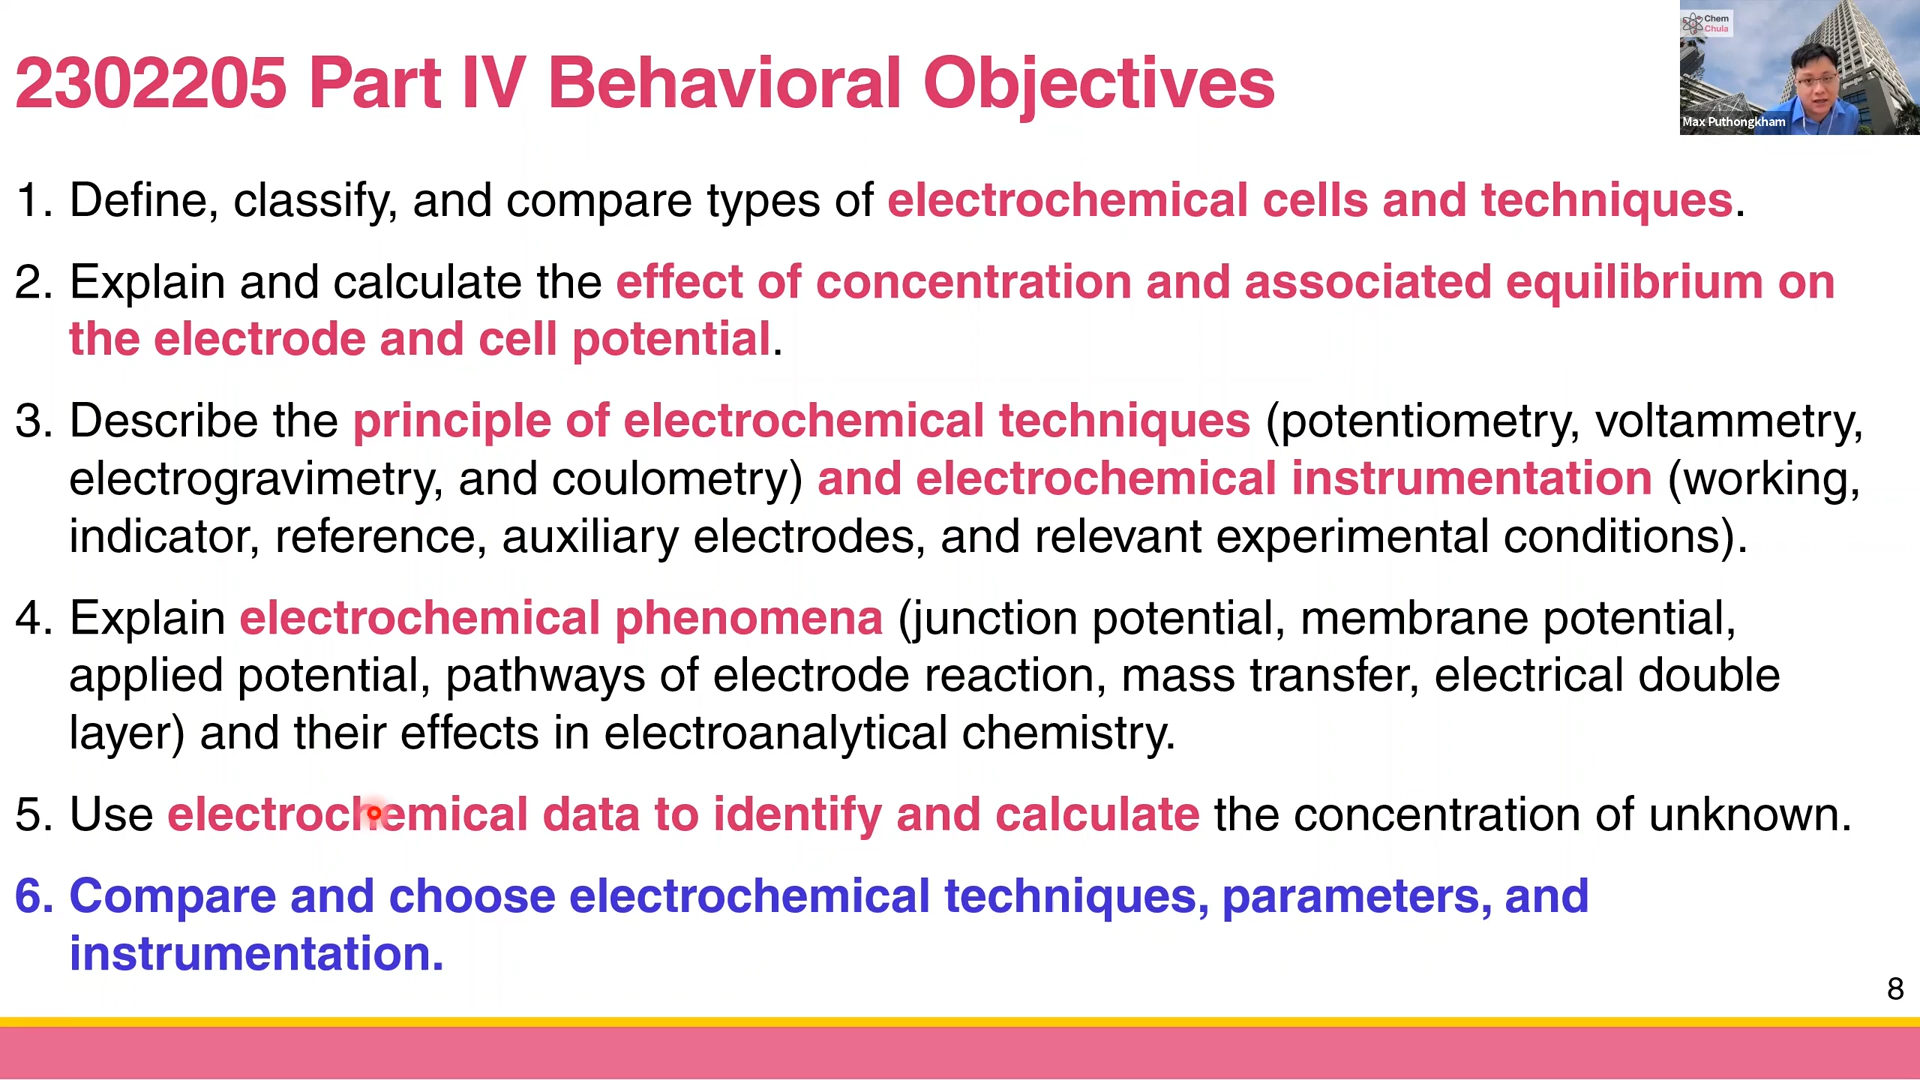 2302205 Part IV Behavioral Objectives
Chem
Chula
Max Puthongkham
1. Define, classify, and compare types of electrochemical cells and techniques.
2. Explain and calculate the effect of concentration and associated equilibrium on
the electrode and cell potential.
3. Describe the principle of electrochemical techniques (potentiometry, voltammetry,
electrogravimetry, and coulometry) and electrochemical instrumentation (working,
indicator, reference, auxiliary electrodes, and relevant experimental conditions).
4. Explain electrochemical phenomena (junction potential, membrane potential,
applied potential, pathways of electrode reaction, mass transfer, electrical double
layer) and their effects in electroanalytical chemistry.
5. Use electrochemical data to identify and calculate the concentration of unknown.
6. Compare and choose electrochemical techniques, parameters, and
instrumentation.
8